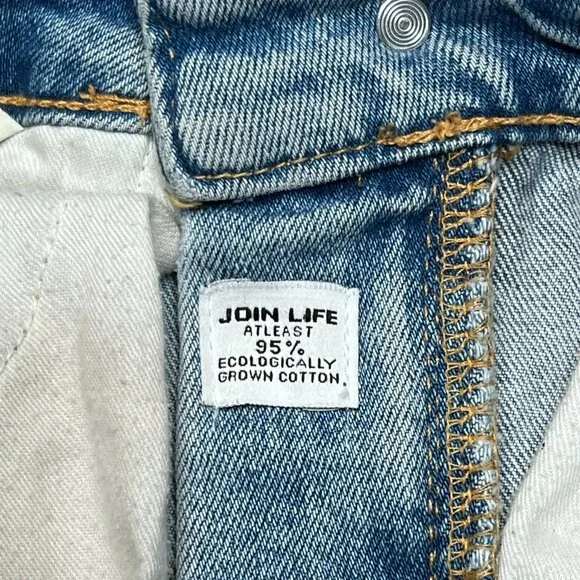 JOIN LIFE
ATLEAST
95%
ECOLOGICALLY
GROWN COTTON.